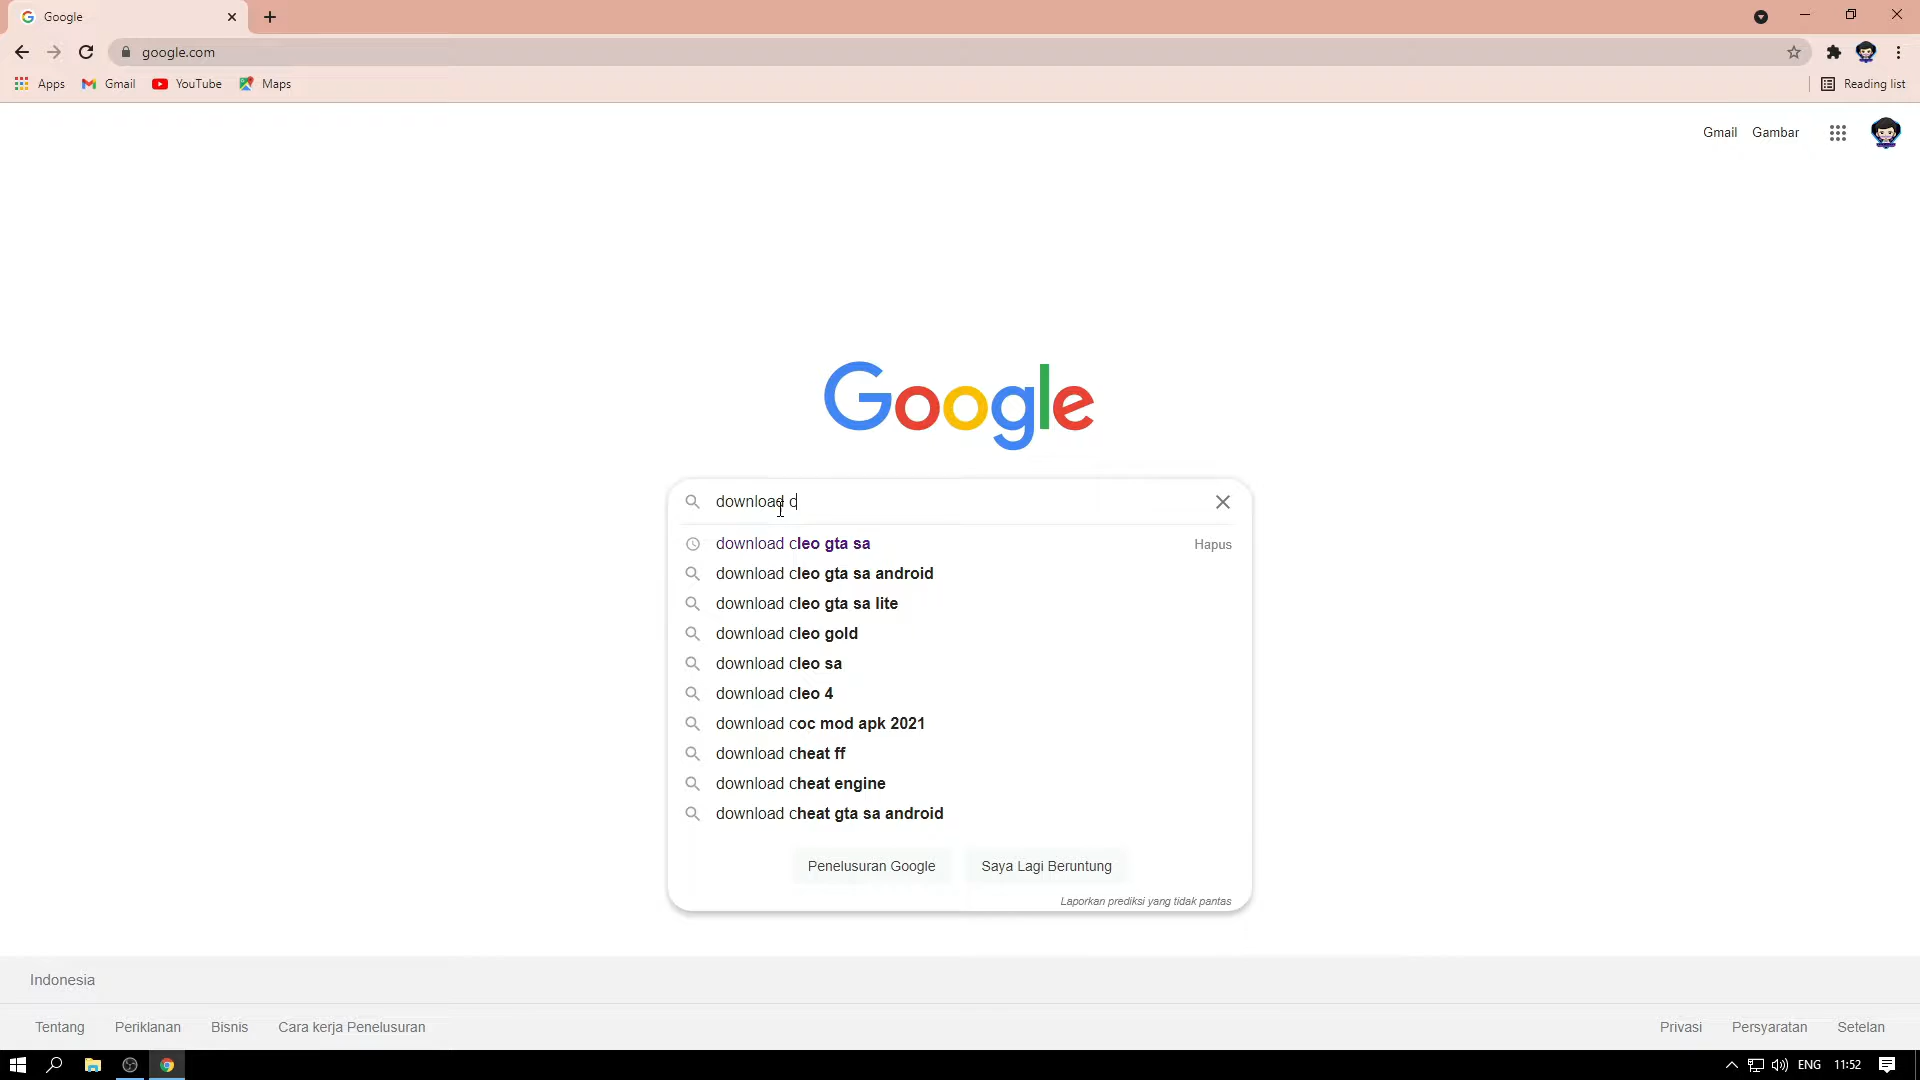 Google
google.com
Apps
Gmail
YouTube
Maps
Reading list
Gmail
Gambar
Google
download c
download cleo gta sa
Hapus
download cleo gta sa android
download cleo gta sa lite
download cleo gold
download cleo sa
download cleo 4
download coc mod apk 2021
download cheat ff
download cheat engine
download cheat gta sa android
Penelusuran Google
Saya Lagi Beruntung
Laporkan prediksi yang tidak pantas
Indonesia
Tentang
Periklanan
Bisnis
Cara kerja Penelusuran
Privasi
Persyaratan
Setelan
ENG
11:52